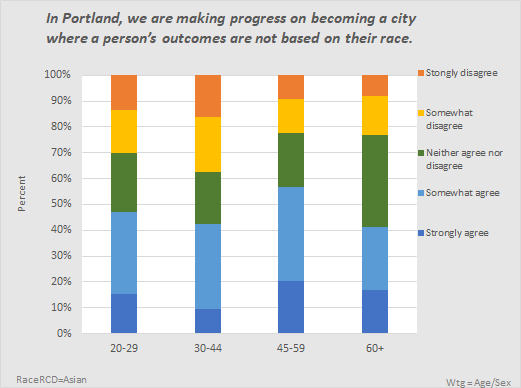 In Portland, we are making progress on becoming a city
where a person's outcomes are not based on their race.
100%
90%
80%
70%
60%
50%
40%
30%
20%
10%
0%
Percent
20-29
30-44
45-59
60+
Stongly disagree
Somewhat
disagree
Neither agree nor
disagree
Somewhat agree
Strongly agree
RaceRCD=Asian
Wtg = Age/Sex